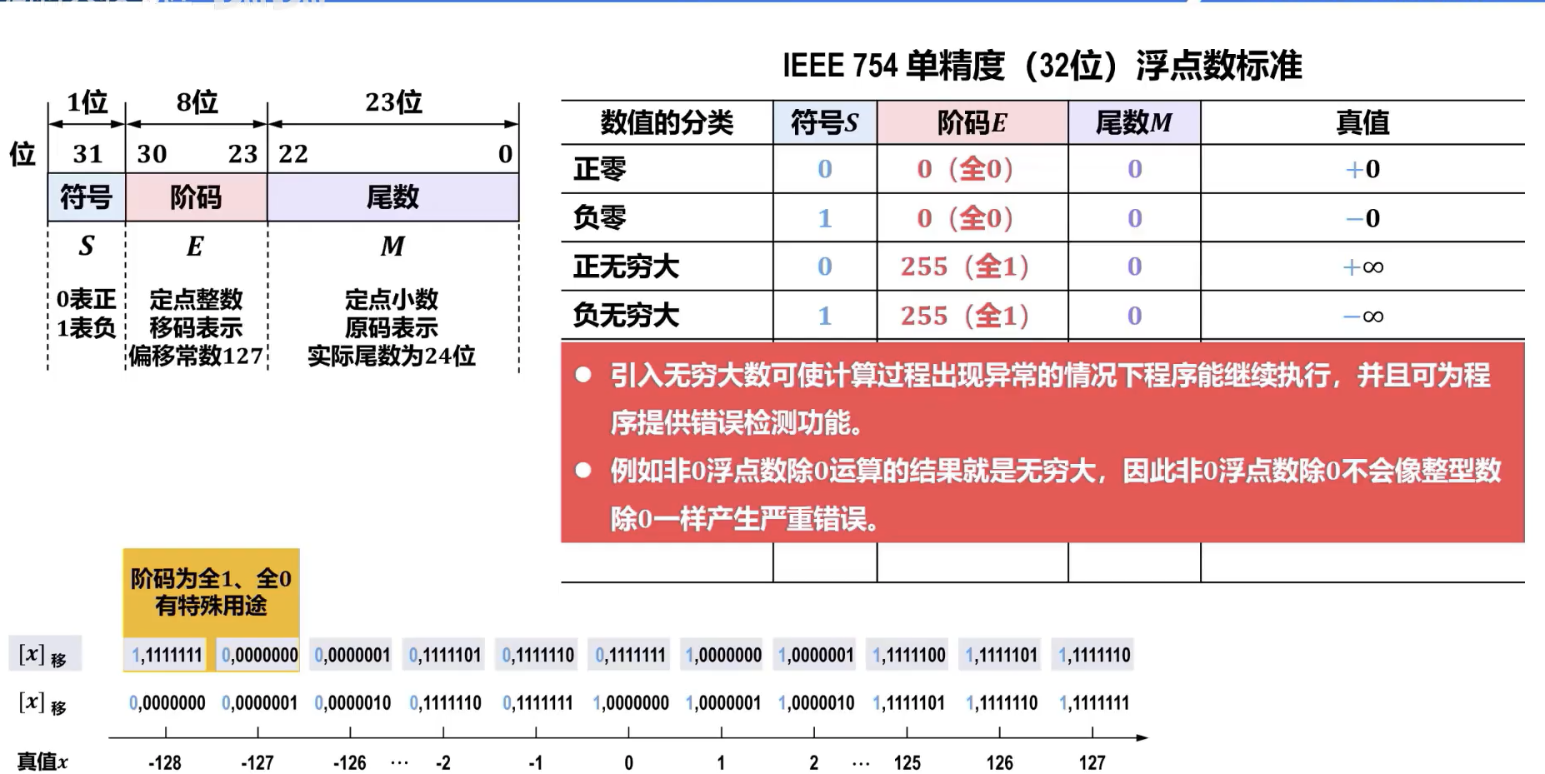 IEEE 754 单精度（32位）浮点数标准
1位 8位 23位
位 31 30 23 22 0
符号 阶码 尾数
S E M
0表正 定点整数 定点小数
1表负 移码表示 原码表示
偏移常数127 实际尾数为24位
数值的分类 符号S 阶码E 尾数M 真值
正零 0 0（全0） 0 +0
负零 1 0（全0） 0 −0
正无穷大 0 255（全1） 0 +∞
负无穷大 1 255（全1） 0 −∞
● 引入无穷大数可使计算过程出现异常的情况下程序能继续执行，并且可为程
序提供错误检测功能。
● 例如非0浮点数除0运算的结果就是无穷大，因此非0浮点数除0不会像整型数
除0一样产生严重错误。
阶码为全1、全0
有特殊用途
[x]移 1,1111111 0,0000000 0,0000001 0,1111101 0,1111110 0,1111111 1,0000000 1,0000001 1,1111100 1,1111101 1,1111110
[x]移 0,0000000 0,0000001 0,0000010 0,1111110 0,1111111 1,0000000 1,0000001 1,0000010 1,1111101 1,1111110 1,1111111
真值x -128 -127 -126 ··· -2 -1 0 1 2 ··· 125 126 127